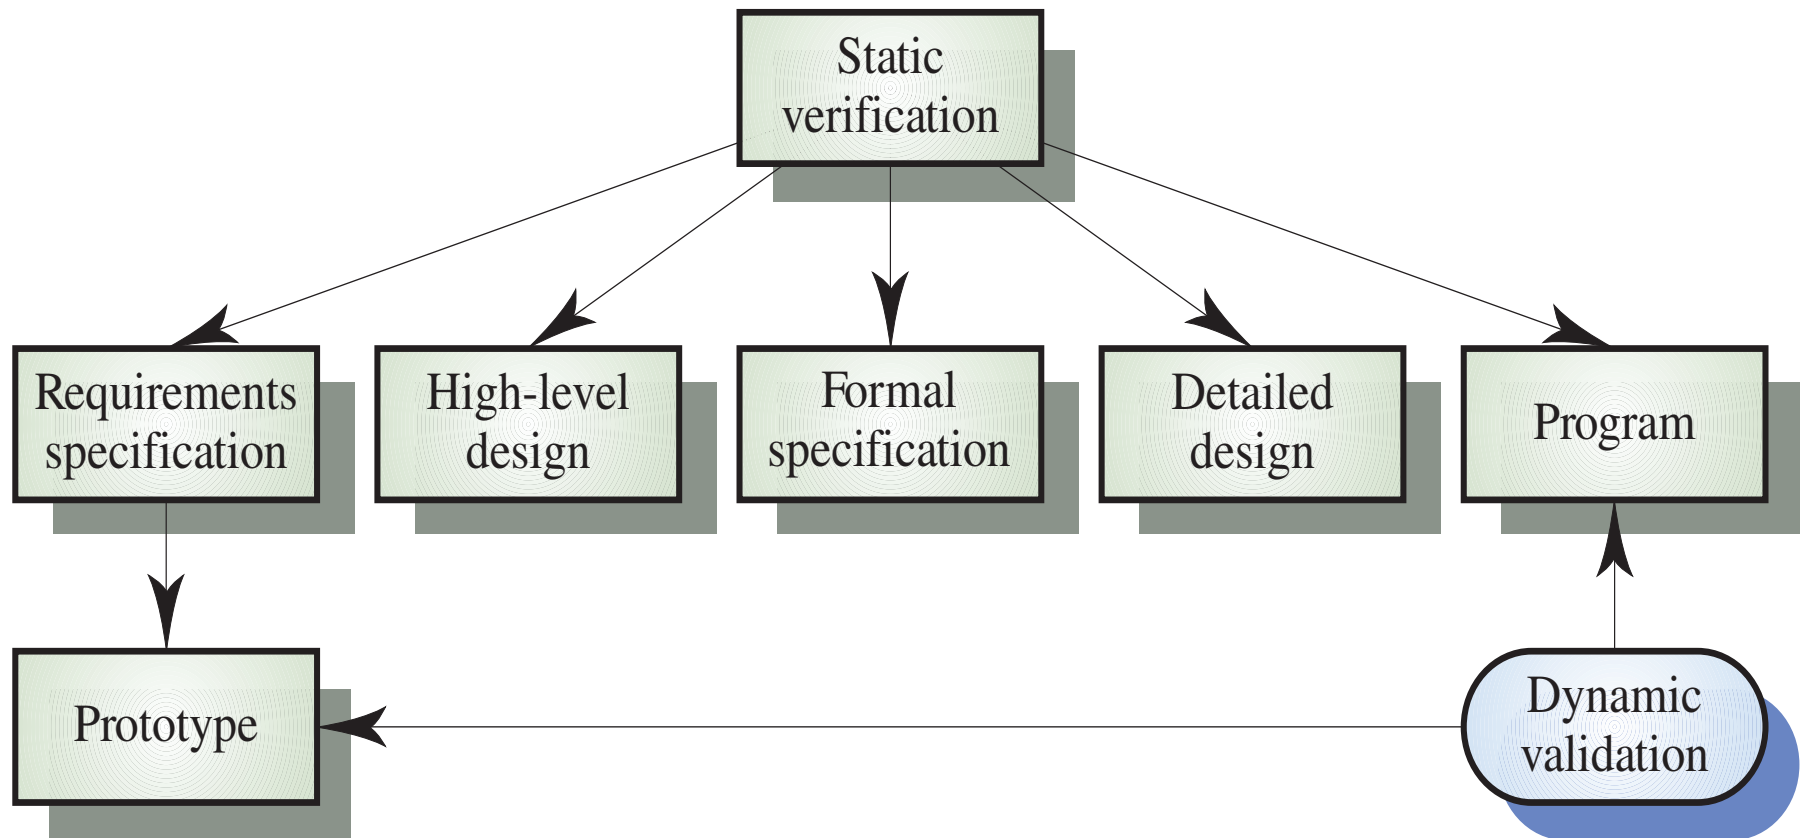 Static
verification
Requirements
specification
High-level
design
Formal
specification
Detailed
design
Program
Prototype
Dynamic
validation